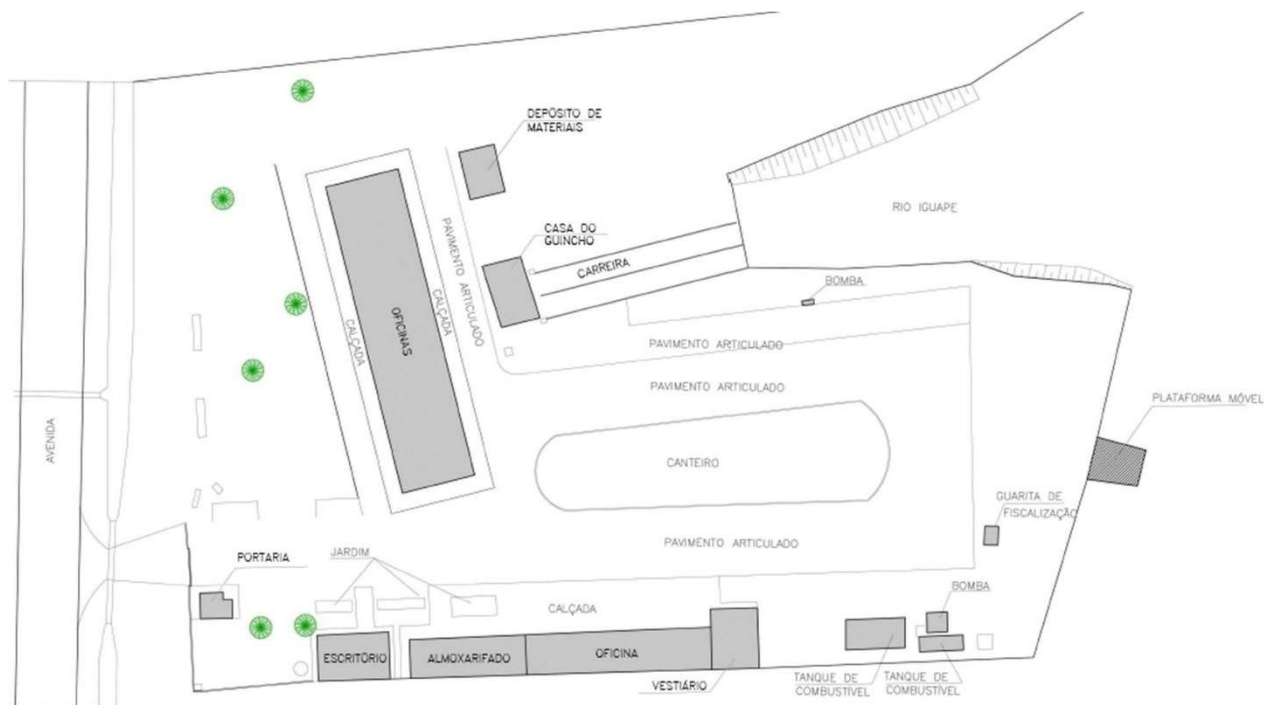 DEPÓSITO DE
MATERIAIS
RIO IGUAPE
PAVIMENTO ARTICULADO
CASA DO
GUINCHO
CARREIRA
BOMBA
CALÇADA
OFICINAS
CALÇADA
PAVIMENTO ARTICULADO
PAVIMENTO ARTICULADO
PLATAFORMA MÓVEL
AVENIDA
CANTEIRO
GUARITA DE
FISCALIZAÇÃO
PAVIMENTO ARTICULADO
PORTARIA
JARDIM
BOMBA
CALÇADA
ESCRITÓRIO
ALMOXARIFADO
OFICINA
VESTIÁRIO
TANQUE DE
COMBUSTÍVEL
TANQUE DE
COMBUSTÍVEL